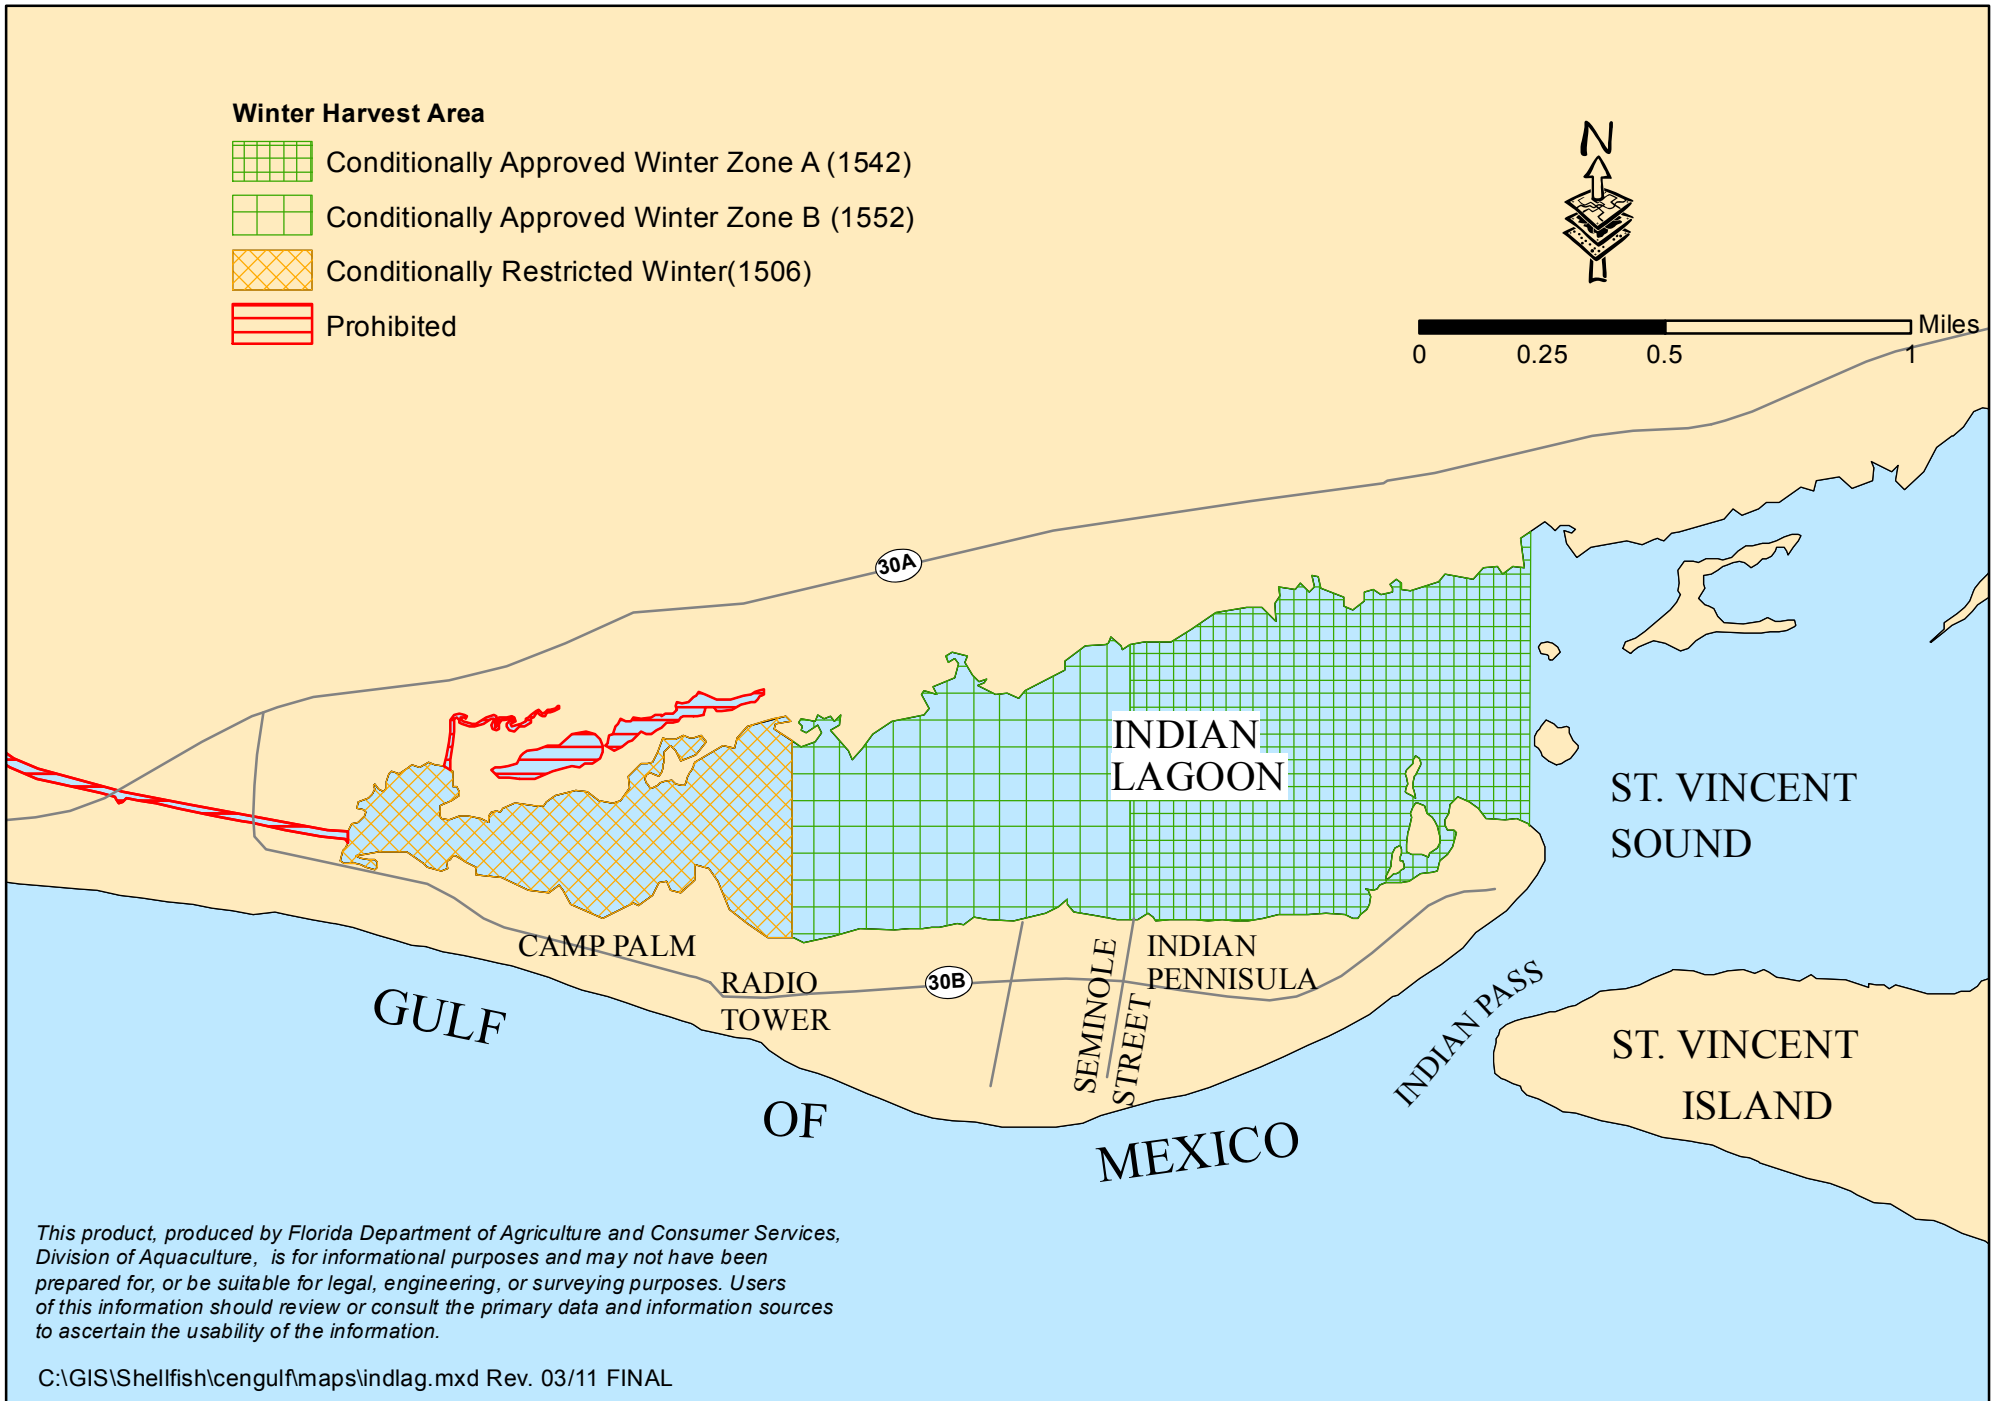 Winter Harvest Area
Conditionally Approved Winter Zone A (1542)
Conditionally Approved Winter Zone B (1552)
Conditionally Restricted Winter(1506)
Prohibited
N
Miles
0 0.25 0.5 1
30A
INDIAN
LAGOON
ST. VINCENT
SOUND
CAMP PALM
RADIO
TOWER
30B
SEMINOLE
STREET
INDIAN
PENNISULA
INDIAN PASS
ST. VINCENT
ISLAND
GULF
OF
MEXICO
This product, produced by Florida Department of Agriculture and Consumer Services,
Division of Aquaculture, is for informational purposes and may not have been
prepared for, or be suitable for legal, engineering, or surveying purposes. Users
of this information should review or consult the primary data and information sources
to ascertain the usability of the information.
C:\GIS\Shellfish\cengulf\maps\indlag.mxd Rev. 03/11 FINAL